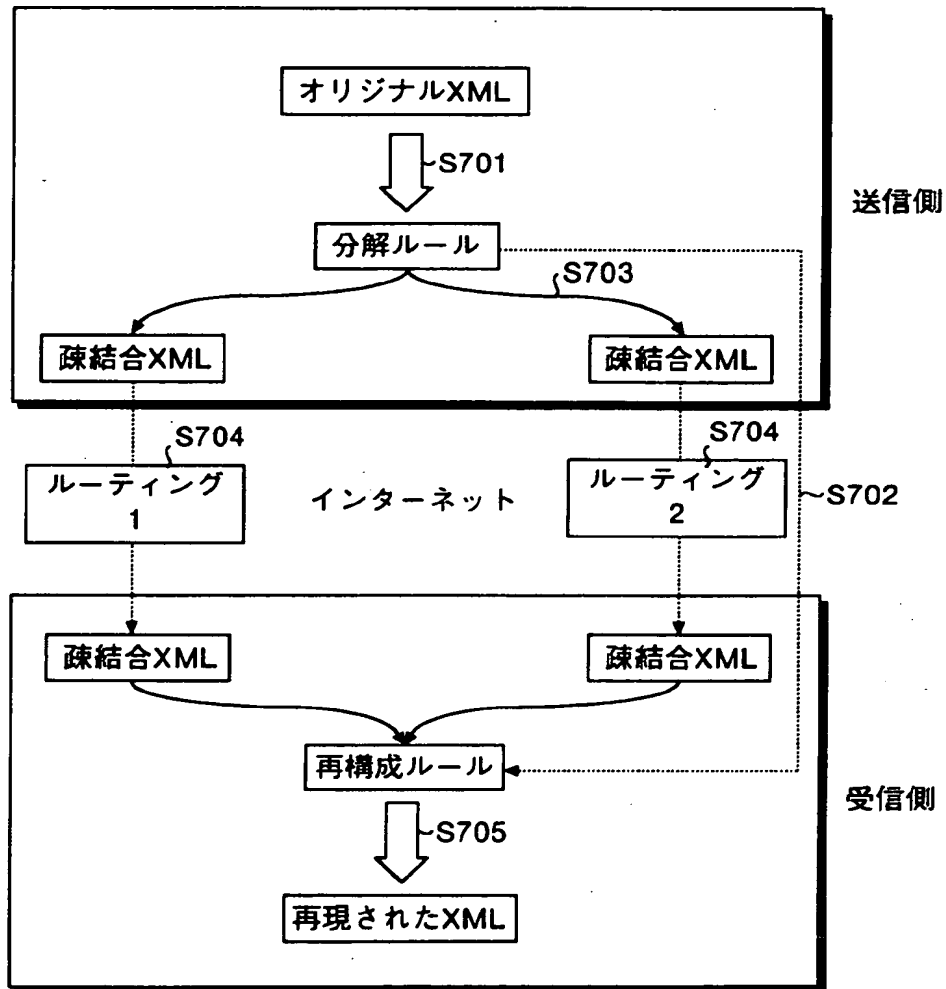 オリジナルXML
S701
送信側
分解ルール
S703
疎結合XML
疎結合XML
S704
S704
ルーティング
1
インターネット
ルーティング
2
S702
疎結合XML
疎結合XML
再構成ルール
受信側
S705
再現されたXML